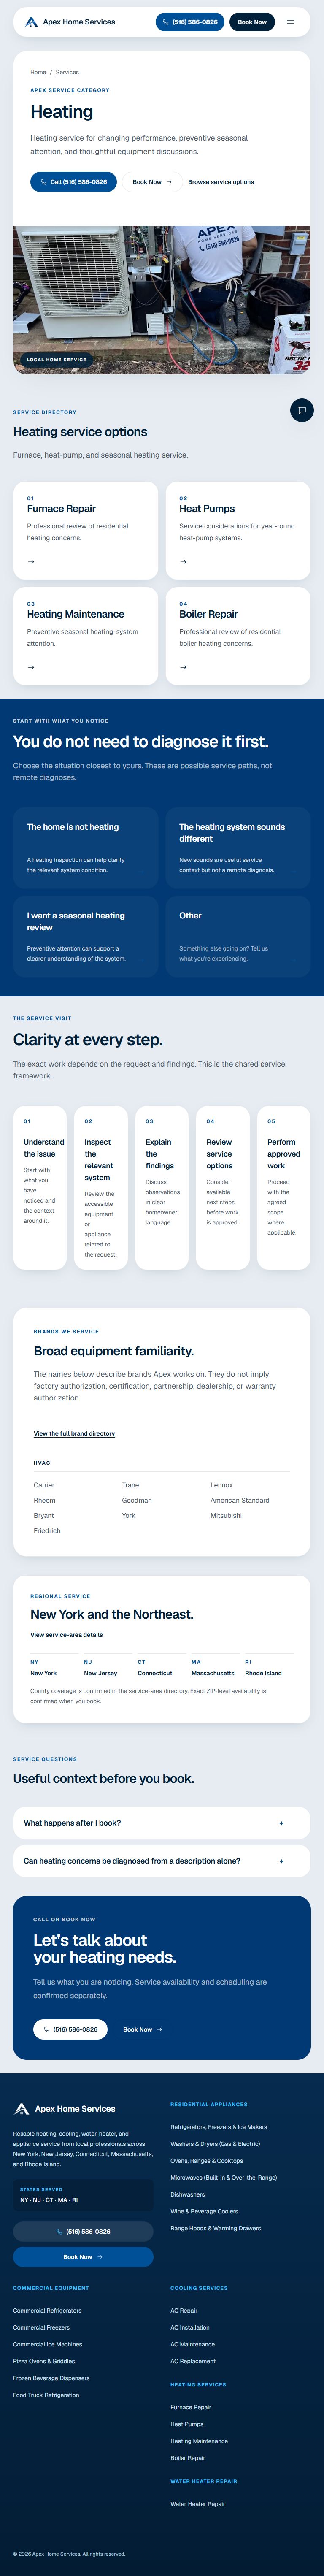 Apex Home Services
(516) 586-0826
Book Now
Home / Services
APEX SERVICE CATEGORY
Heating
Heating service for changing performance, preventive seasonal
attention, and thoughtful equipment discussions.
Call (516) 586-0826
Book Now →
Browse service options
APEX
HOME SERVICES
(516) 586-0826
ARCTIC
32
LOCAL HOME SERVICE
SERVICE DIRECTORY
Heating service options
Furnace, heat-pump, and seasonal heating service.
01
Furnace Repair
Professional review of residential
heating concerns.
→
02
Heat Pumps
Service considerations for year-round
heat-pump systems.
→
03
Heating Maintenance
Preventive seasonal heating-system
attention.
→
04
Boiler Repair
Professional review of residential
boiler heating concerns.
→
START WITH WHAT YOU NOTICE
You do not need to diagnose it first.
Choose the situation closest to yours. These are possible service paths, not
remote diagnoses.
The home is not heating
A heating inspection can help clarify
the relevant system condition.
The heating system sounds
different
New sounds are useful service
context but not a remote diagnosis.
I want a seasonal heating
review
Preventive attention can support a
clearer understanding of the system.
Other
Something else going on? Tell us
what you're experiencing.
THE SERVICE VISIT
Clarity at every step.
The exact work depends on the request and findings. This is the shared service
framework.
01
Understand
the issue
Start with
what you
have
noticed and
the context
around it.
02
Inspect
the
relevant
system
Review the
accessible
equipment
or
appliance
related to
the request.
03
Explain
the
findings
Discuss
observations
in clear
homeowner
language.
04
Review
service
options
Consider
available
next steps
before work
is approved.
05
Perform
approved
work
Proceed
with the
agreed
scope
where
applicable.
BRANDS WE SERVICE
Broad equipment familiarity.
The names below describe brands Apex works on. They do not imply
factory authorization, certification, partnership, dealership, or warranty
authorization.
View the full brand directory
HVAC
Carrier
Trane
Lennox
Rheem
Goodman
American Standard
Bryant
York
Mitsubishi
Friedrich
REGIONAL SERVICE
New York and the Northeast.
View service-area details
NY
New York
NJ
New Jersey
CT
Connecticut
MA
Massachusetts
RI
Rhode Island
County coverage is confirmed in the service-area directory. Exact ZIP-level availability is
confirmed when you book.
SERVICE QUESTIONS
Useful context before you book.
What happens after I book? +
Can heating concerns be diagnosed from a description alone? +
CALL OR BOOK NOW
Let's talk about
your heating needs.
Tell us what you are noticing. Service availability and scheduling are
confirmed separately.
(516) 586-0826
Book Now →
Apex Home Services
Reliable heating, cooling, water-heater, and
appliance service from local professionals across
New York, New Jersey, Connecticut, Massachusetts,
and Rhode Island.
STATES SERVED
NY · NJ · CT · MA · RI
(516) 586-0826
Book Now →
RESIDENTIAL APPLIANCES
Refrigerators, Freezers & Ice Makers
Washers & Dryers (Gas & Electric)
Ovens, Ranges & Cooktops
Microwaves (Built-in & Over-the-Range)
Dishwashers
Wine & Beverage Coolers
Range Hoods & Warming Drawers
COMMERCIAL EQUIPMENT
Commercial Refrigerators
Commercial Freezers
Commercial Ice Machines
Pizza Ovens & Griddles
Frozen Beverage Dispensers
Food Truck Refrigeration
COOLING SERVICES
AC Repair
AC Installation
AC Maintenance
AC Replacement
HEATING SERVICES
Furnace Repair
Heat Pumps
Heating Maintenance
Boiler Repair
WATER HEATER REPAIR
Water Heater Repair
© 2026 Apex Home Services. All rights reserved.